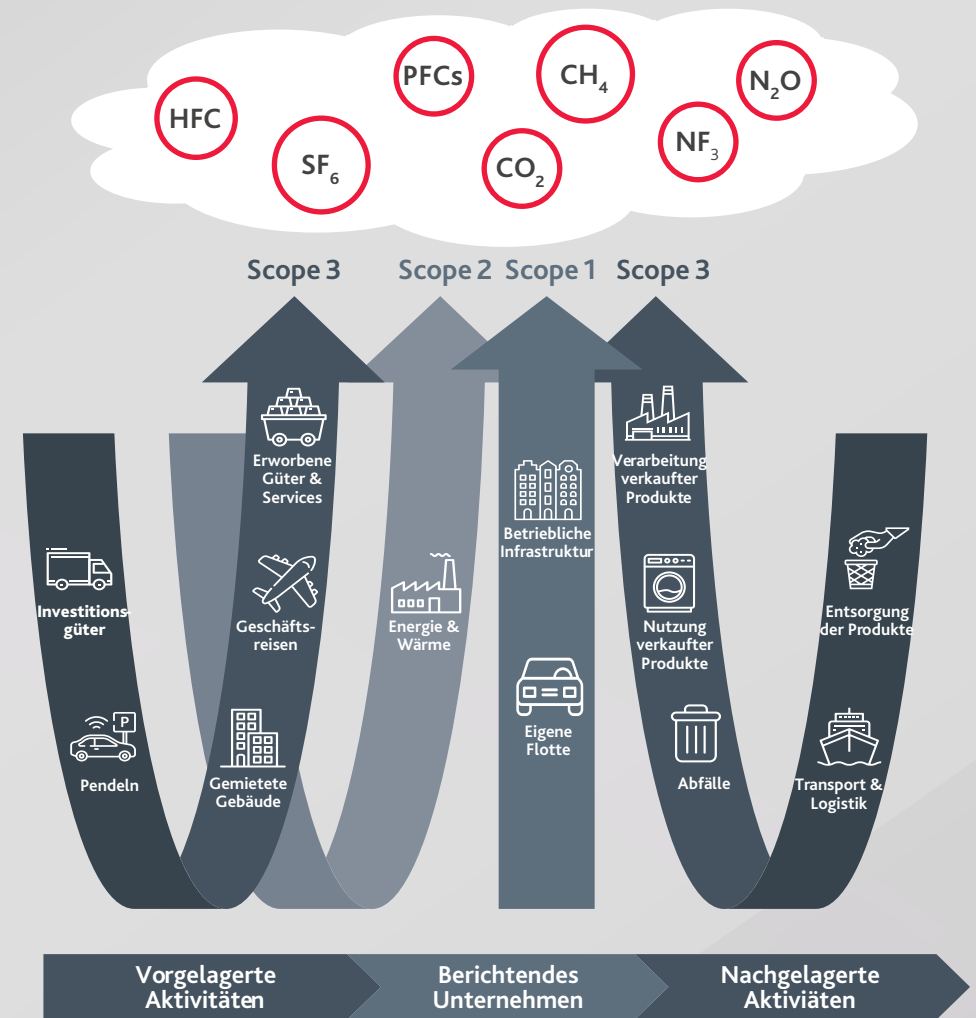 HFC
SF6
PFCs
CO2
CH4
NF3
N2O
Scope 3
Scope 2
Scope 1
Scope 3
Investitions-
güter
Pendeln
Erworbene
Güter &
Services
Geschäfts-
reisen
Gemietete
Gebäude
Energie &
Wärme
Betriebliche
Infrastruktur
Eigene
Flotte
Verarbeitung
verkaufter
Produkte
Nutzung
verkaufter
Produkte
Abfälle
Entsorgung
der Produkte
Transport &
Logistik
P
Vorgelagerte
Aktivitäten
Berichtendes
Unternehmen
Nachgelagerte
Aktiviäten